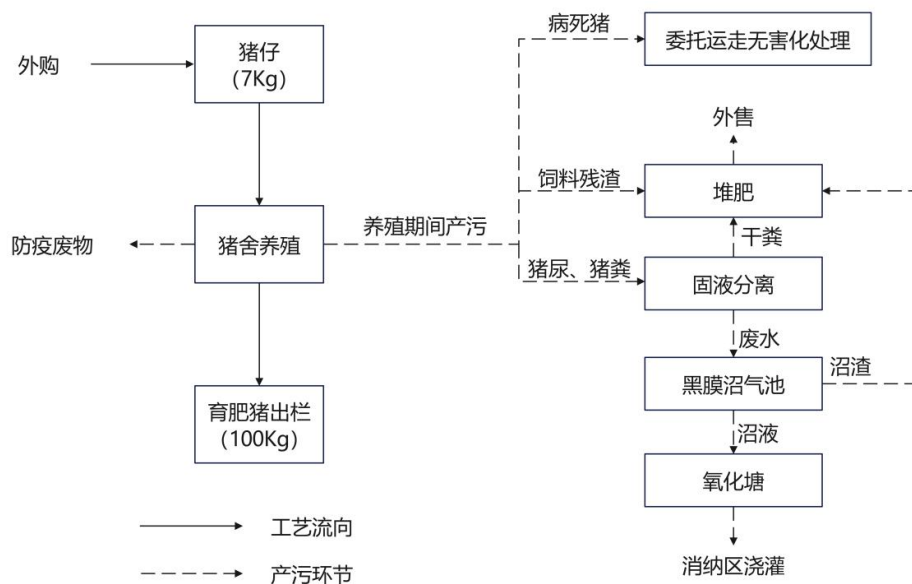 病死猪
委托运走无害化处理
外购
猪仔
(7Kg)
外售
饲料残渣
堆肥
防疫废物
猪舍养殖
养殖期间产污
干粪
猪尿、猪粪
固液分离
废水
黑膜沼气池
沼渣
育肥猪出栏
(100Kg)
沼液
氧化塘
工艺流向
消纳区浇灌
产污环节